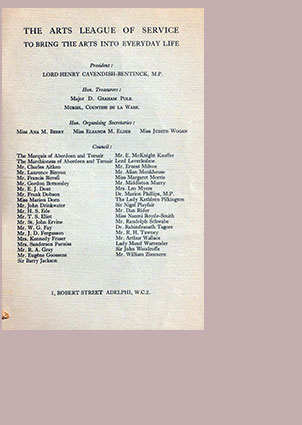 THE ARTS LEAGUE OF SERVICE
TO BRING THE ARTS INTO EVERYDAY LIFE
President :
LORD HENRY CAVENDISH-BENTINCK, M.P.
Hon. Treasurers :
MAJOR D. GRAHAM POLE.
MURIEL, COUNTESS DE LA WARR.
Hon. Organising Secretaries :
MISS ANA M. BERRY MISS ELEANOR M. ELDER MISS JUDITH WOGAN
Council :
The Marquis of Aberdeen and Temair
The Marchioness of Aberdeen and Temair
Mr. Charles Aitken
Mr. Laurence Binyon
Mr. Francis Birrell
Mr. Gordon Bottomley
Mr. E. J. Dent
Mr. Frank Dobson
Miss Marion Dorn
Mr. John Drinkwater
Mr. H. S. Ede
Mr. T. S. Eliot
Mr. St. John Ervine
Mr. W. G. Fay
Mr. J. D. Fergusson
Mrs. Kennedy Fraser
Mrs. Sanderson Furniss
Mr. R. A. Gray
Mr. Eugène Goossens
Sir Barry Jackson
Mr. E. McKnight Kauffer
Lord Leverhulme
Mr. Ernest Milton
Mr. Allan Monkhouse
Miss Margaret Morris
Mr. Middleton Murry
Mrs. Leo Myers
Dr. Marion Phillips, M.P.
The Lady Kathleen Pilkington
Sir Nigel Playfair
Mr. Dan Rider
Miss Naomi Royde-Smith
Mr. Randolph Schwabe
Dr. Rabindranath Tagore
Mr. R. H. Tawney
Mr. Arthur Wallace
Lady Maud Warrender
Sir John Woodroffe
Mr. William Zimmern
1, ROBERT STREET ADELPHI, W.C.2.